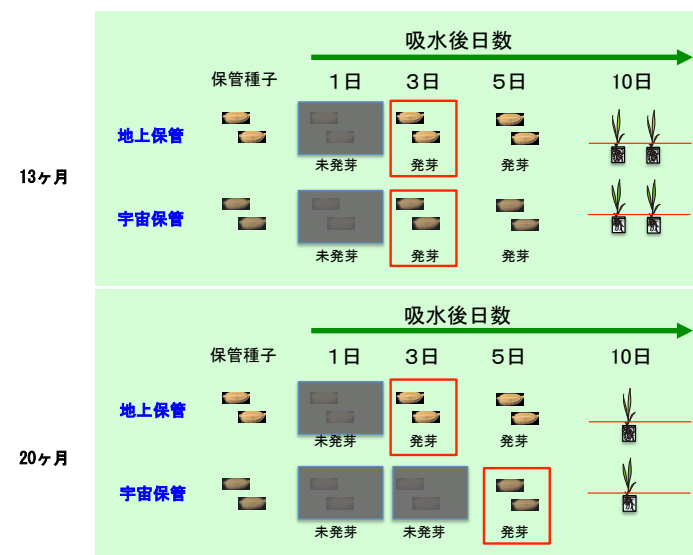 吸水後日数
保管種子
1日
3日
5日
10日
13ヶ月
地上保管
未発芽
発芽
発芽
宇宙保管
未発芽
発芽
発芽
吸水後日数
保管種子
1日
3日
5日
10日
20ヶ月
地上保管
未発芽
発芽
発芽
宇宙保管
未発芽
未発芽
発芽